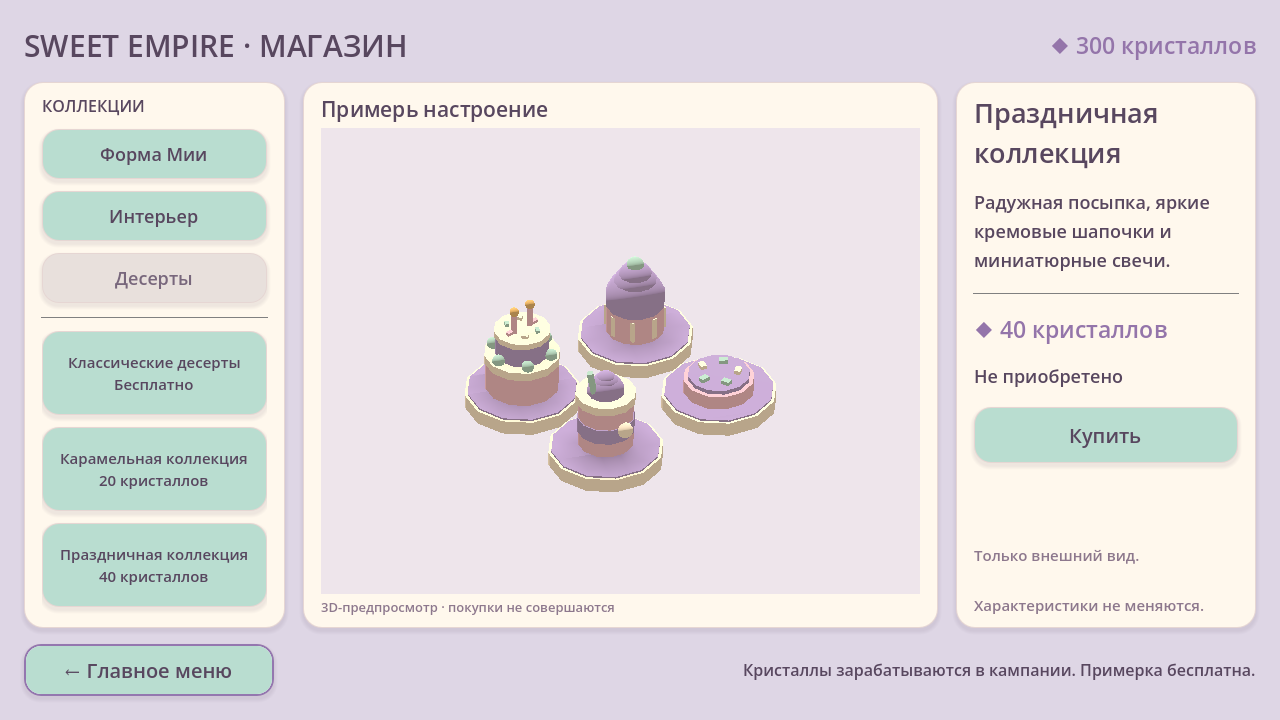 SWEET EMPIRE · МАГАЗИН
◆ 300 кристаллов
КОЛЛЕКЦИИ
Форма Мии
Интерьер
Десерты
Классические десерты
Бесплатно
Карамельная коллекция
20 кристаллов
Праздничная коллекция
40 кристаллов
Примерь настроение
3D-предпросмотр · покупки не совершаются
Праздничная
коллекция
Радужная посыпка, яркие
кремовые шапочки и
миниатюрные свечи.
◆ 40 кристаллов
Не приобретено
Купить
Только внешний вид.
Характеристики не меняются.
← Главное меню
Кристаллы зарабатываются в кампании. Примерка бесплатна.